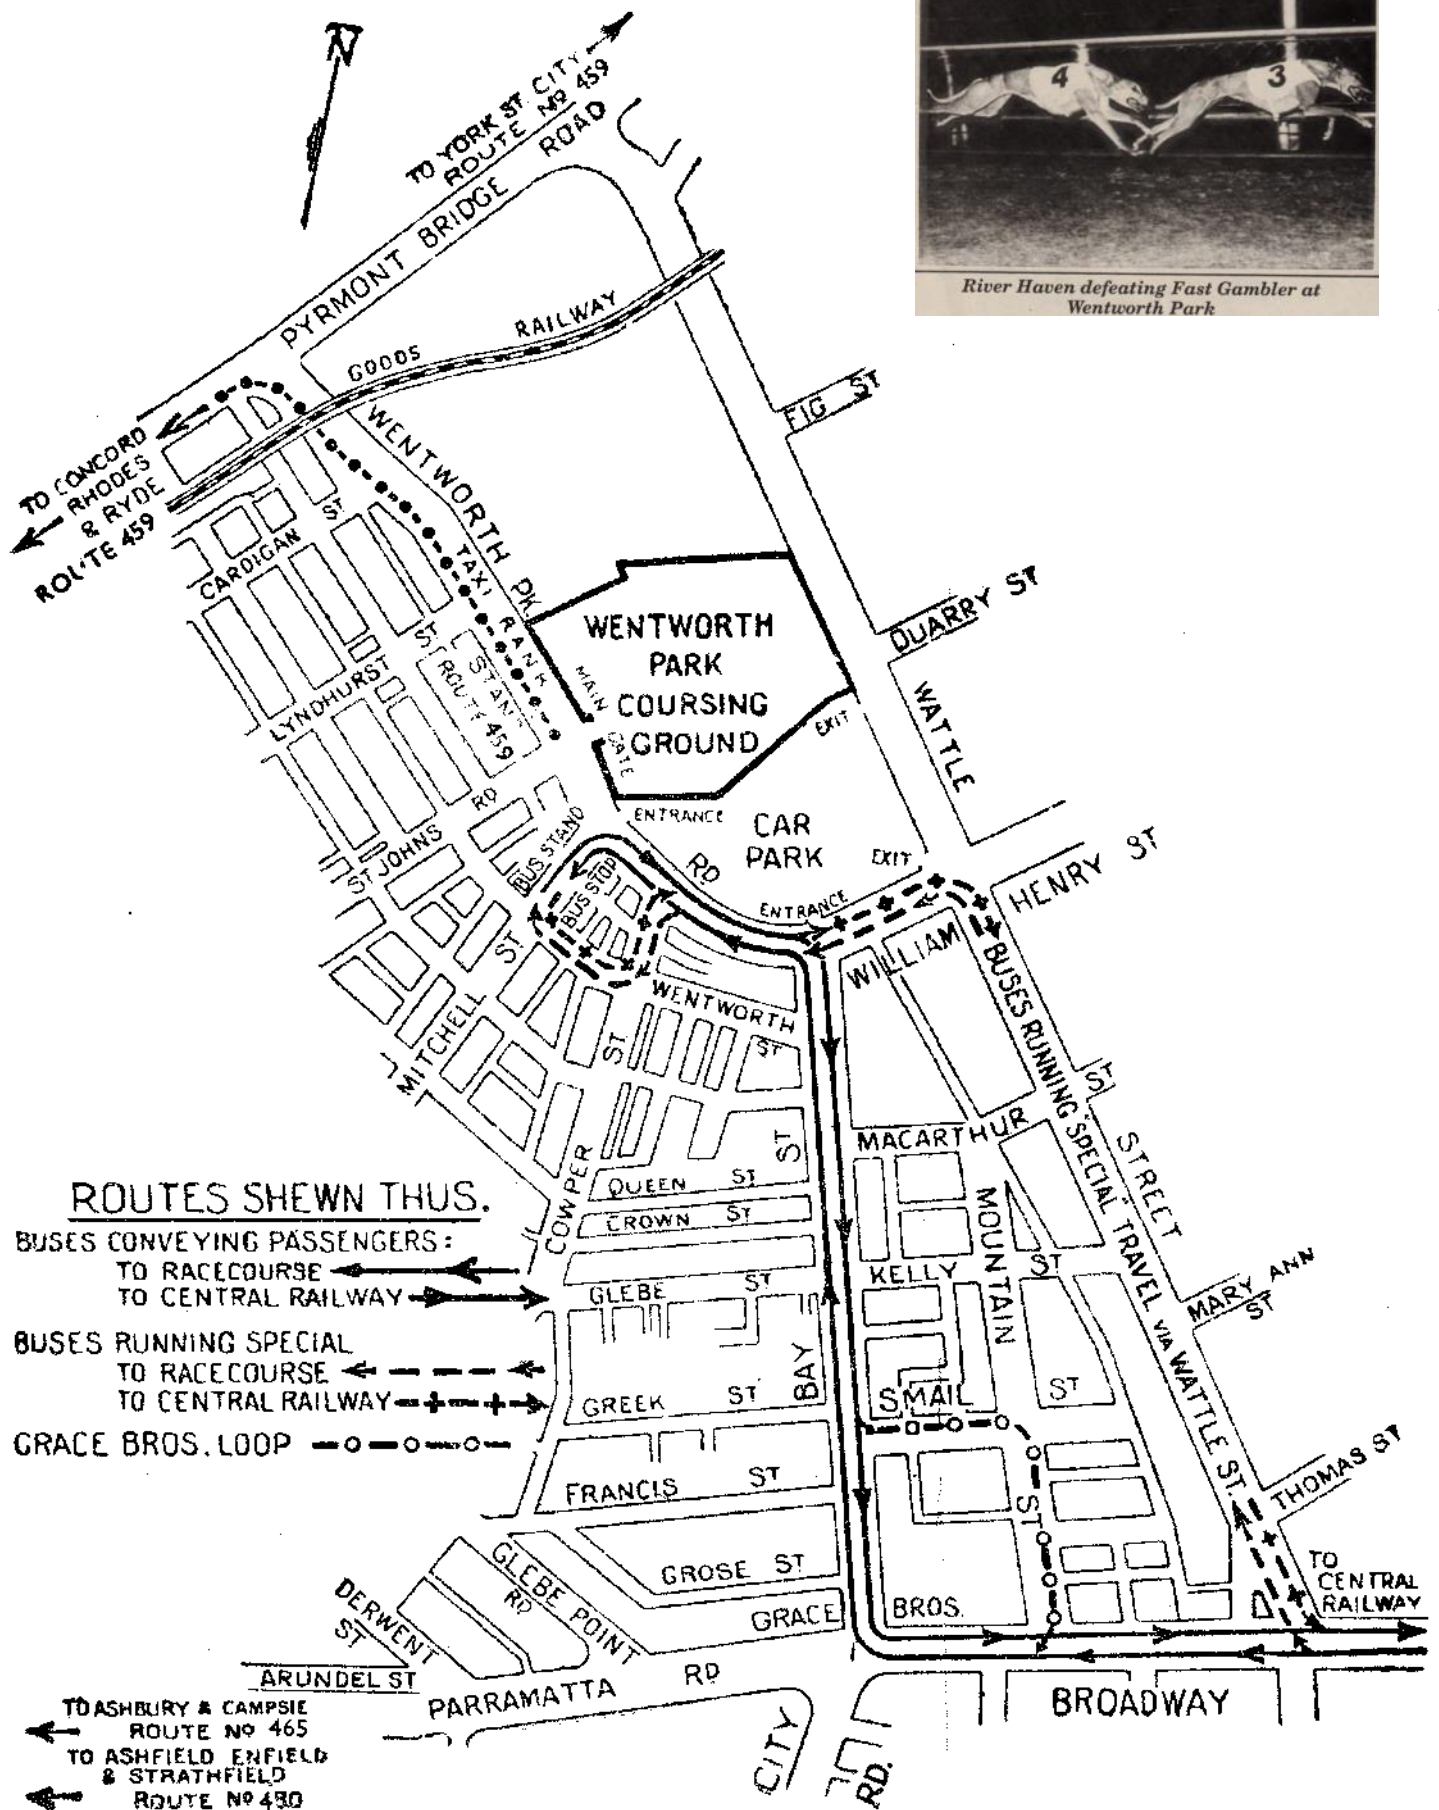 N
TO YORK ST. CITY
ROUTE Nº 459
PYRMONT BRIDGE ROAD
4
3
River Haven defeating Fast Gambler at
Wentworth Park
GOODS RAILWAY
FIG ST
TO CONCORD
RHODES
& RYDE
ROUTE 459
WENTWORTH PK.
TAXI RANK
CARDIGAN ST
STAND
ROUTE 459
LYNDHURST ST
WENTWORTH
PARK
COURSING
GROUND
MAIN
GATE
EXIT
QUARRY ST
WATTLE
ENTRANCE
CAR
PARK
EXIT
ENTRANCE
RD
ST JOHNS RD
BUS STAND
BUS STOP
HENRY ST
WILLIAM
ST
BUSES RUNNING "SPECIAL" TRAVEL VIA WATTLE ST
WENTWORTH
ST
MITCHELL ST
MACARTHUR
STREET
COWPER ST
QUEEN ST
CROWN ST
BAY ST
MOUNTAIN
ST
KELLY ST
MARY ANN
ST
GLEBE ST
ROUTES SHEWN THUS.
BUSES CONVEYING PASSENGERS:
TO RACECOURSE
TO CENTRAL RAILWAY
BUSES RUNNING SPECIAL
TO RACECOURSE
TO CENTRAL RAILWAY
GRACE BROS. LOOP
GREEK ST
SMAIL ST
FRANCIS ST
THOMAS ST
GROSE ST
GLEBE POINT
RD
GRACE BROS.
TO
CENTRAL
RAILWAY
DERWENT
ST
ARUNDEL ST
PARRAMATTA RD
BROADWAY
CITY RD.
TO ASHBURY & CAMPSIE
ROUTE Nº 465
TO ASHFIELD ENFIELD
& STRATHFIELD
ROUTE Nº 480